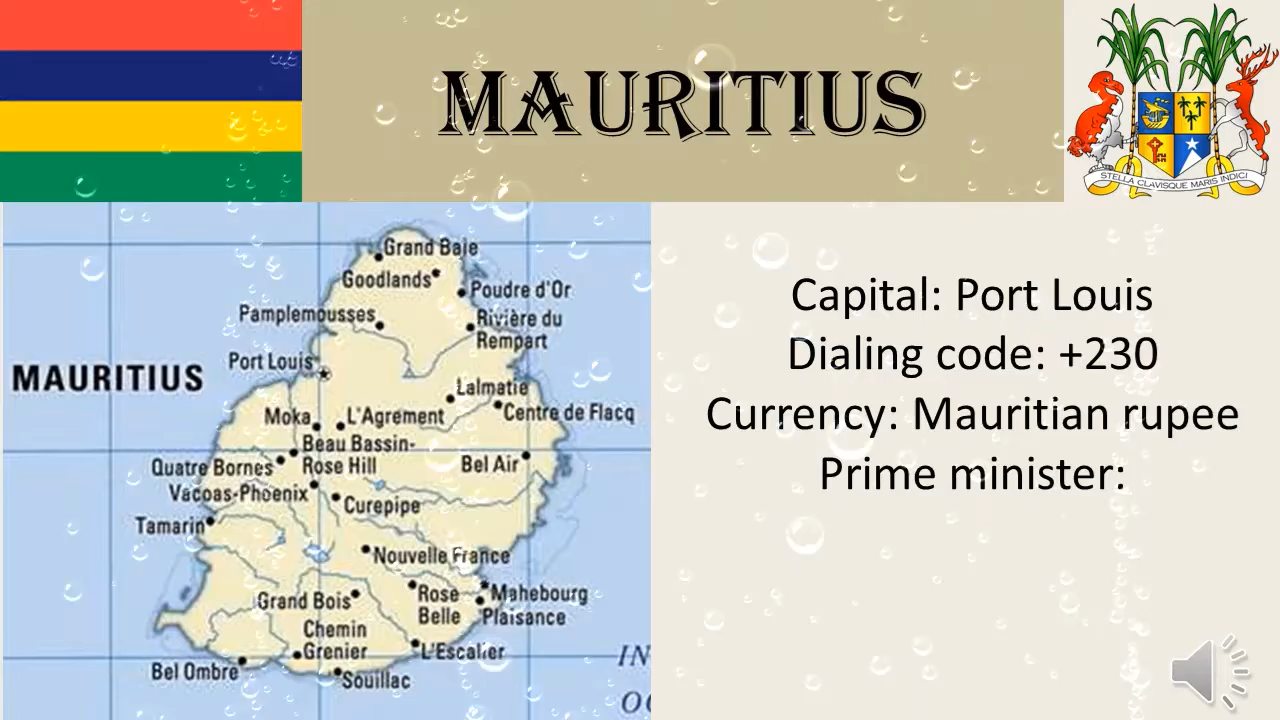 MAURITIUS
STELLA CLAVISQUE MARIS INDICI
Grand Baie
Goodlands
Poudre d'Or
Pamplemousses
Rivière du
Rempart
Port Louis
MAURITIUS
Lalmatie
Centre de Flacq
Moka
L'Agrement
Beau Bassin-
Rose Hill
Quatre Bornes
Bel Air
Vacoas-Phoenix
Curepipe
Tamarin
Nouvelle France
Grand Bois
Rose
Belle
Mahebourg
Plaisance
Chemin
Grenier
L'Escalier
Bel Ombre
Souillac
IN
OC
Capital: Port Louis
Dialing code: +230
Currency: Mauritian rupee
Prime minister: